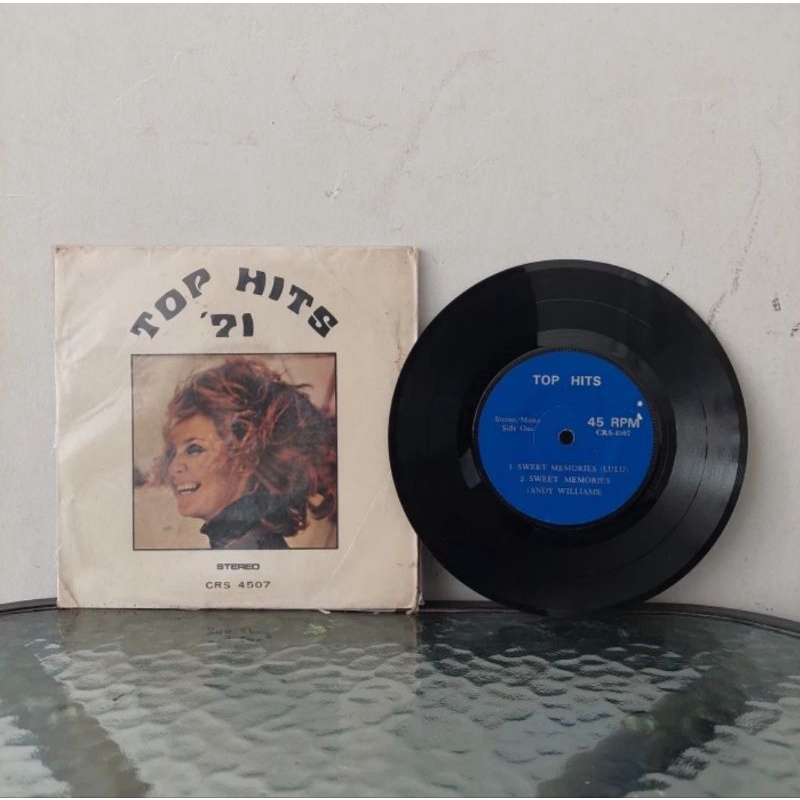 TOP HITS
'71
STEREO
CRS 4507
TOP HITS
Stereo/Mono
Side One
45 RPM
CRS-4507
1. SWEET MEMORIES (LULU)
2. SWEET MEMORIES
(ANDY WILLIAMS)